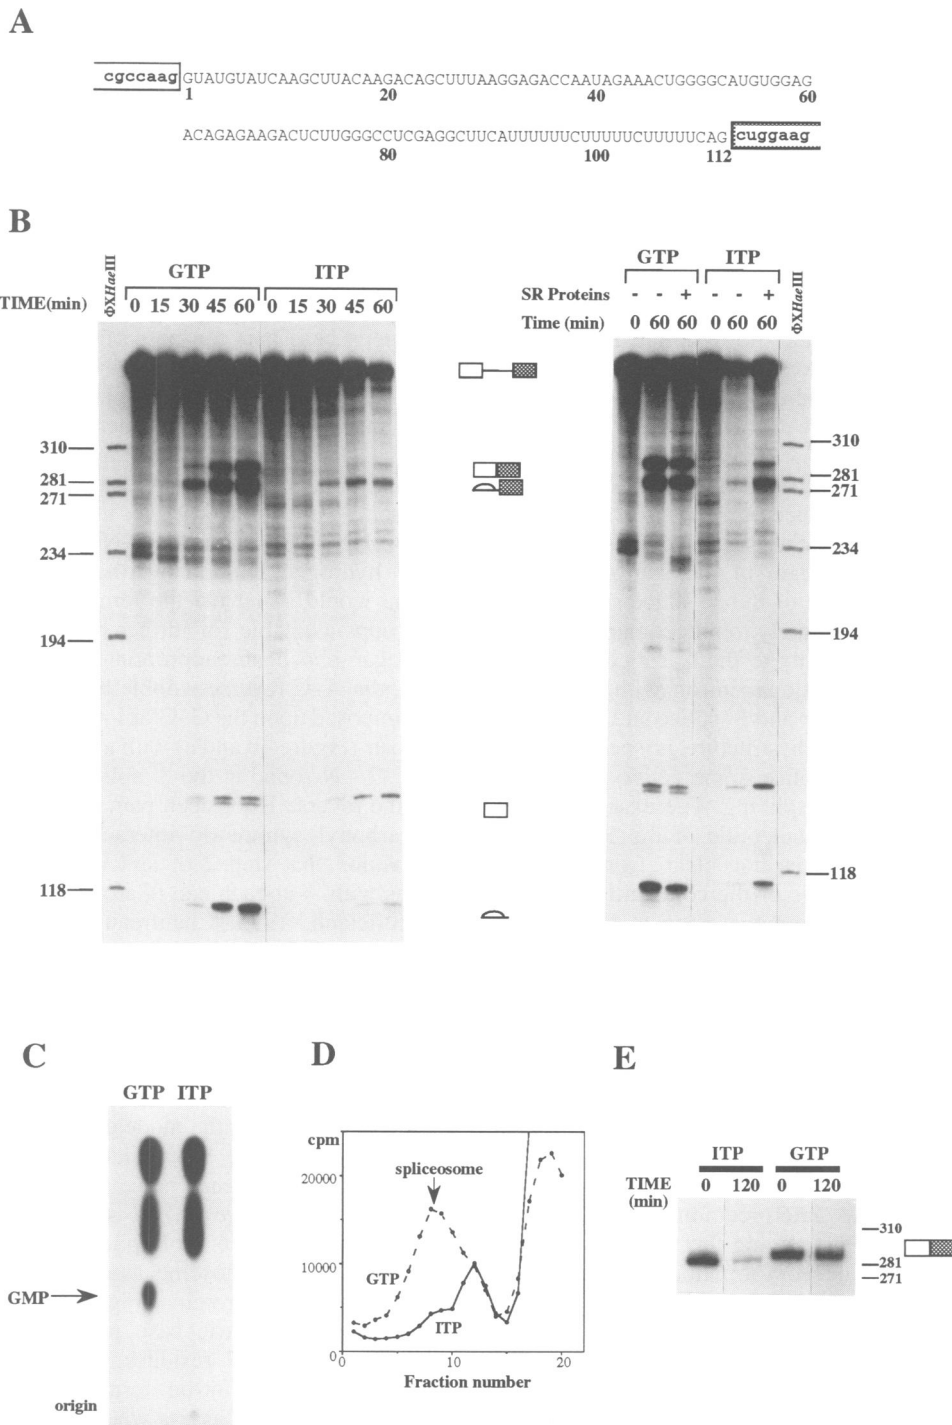 A
cgccaag GUAUGUAUCAAGCUUACAAGACAGCUUUAAGGAGACCAAUAGAAACUGGGGCAUGUGGAG
1 20 40 60
ACAGAGAAGACUCUUGGGCCUCGAGGCUUCAUUUUUUCUUUUUCUUUUUCAG cuggaag
80 100 112
B
ΦXHaeIII
GTP ITP
TIME(min) 0 15 30 45 60 0 15 30 45 60
310
281
271
234
194
118
GTP ITP
SR Proteins - - + - - +
Time (min) 0 60 60 0 60 60
ΦXHaeIII
310
281
271
234
194
118
C
GTP ITP
GMP
origin
D
cpm
20000
10000
0
spliceosome
GTP
ITP
0 10 20
Fraction number
E
ITP GTP
TIME 0 120 0 120
(min)
310
281
271